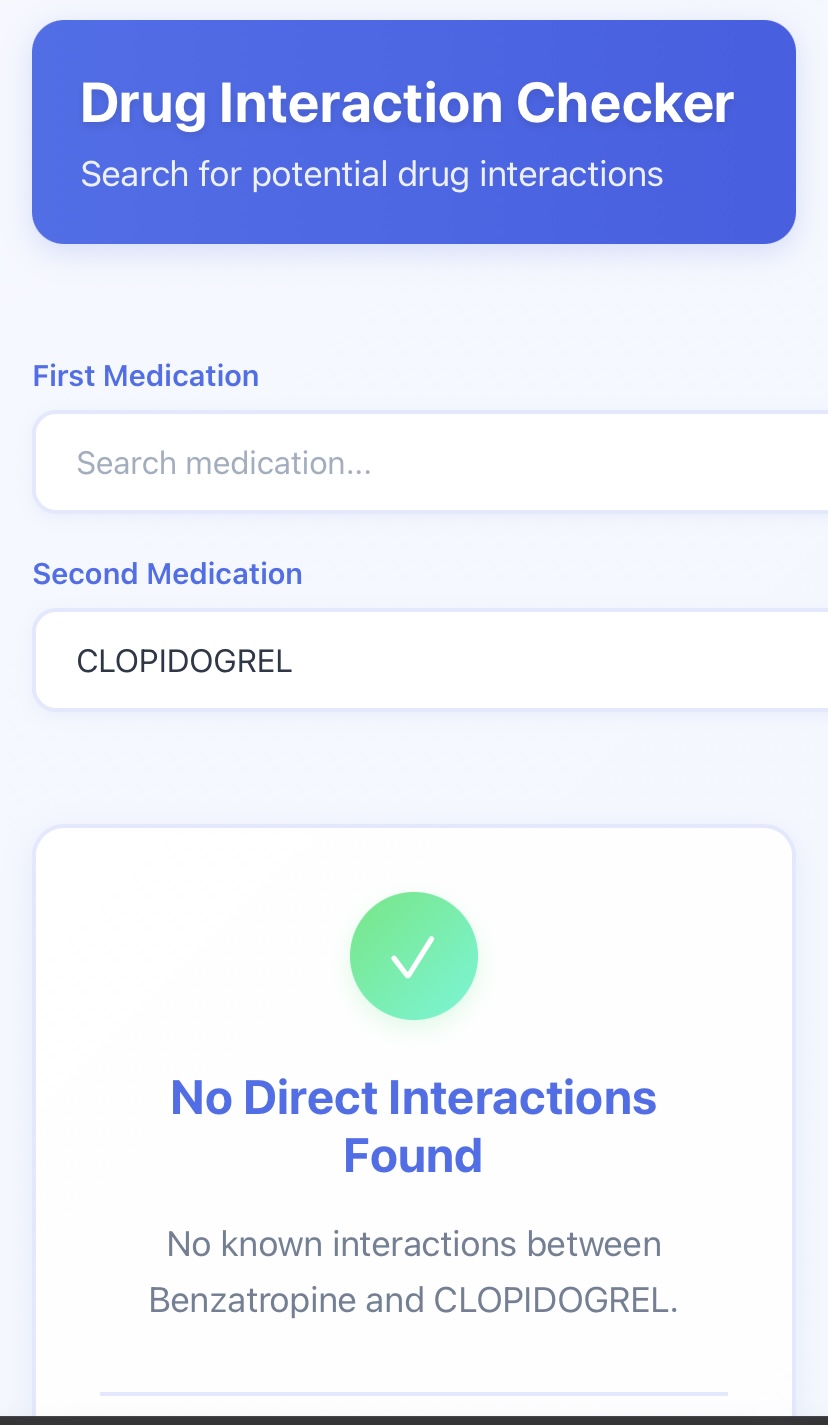 Drug Interaction Checker
Search for potential drug interactions
First Medication
Search medication...
Second Medication
CLOPIDOGREL
No Direct Interactions
Found
No known interactions between
Benzatropine and CLOPIDOGREL.